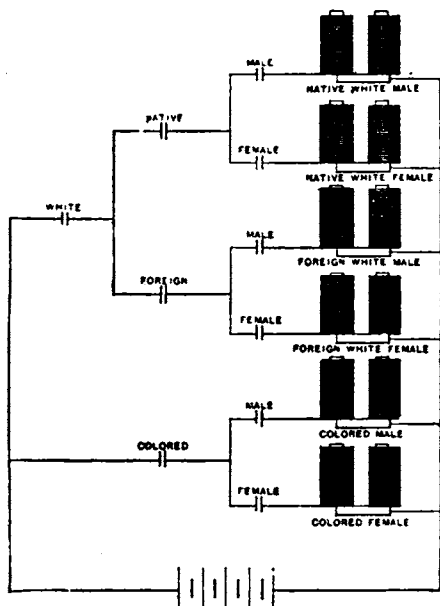 MALE
NATIVE WHITE MALE
NATIVE
FEMALE
NATIVE WHITE FEMALE
WHITE
MALE
FOREIGN WHITE MALE
FOREIGN
FEMALE
FOREIGN WHITE FEMALE
MALE
COLORED MALE
COLORED
FEMALE
COLORED FEMALE